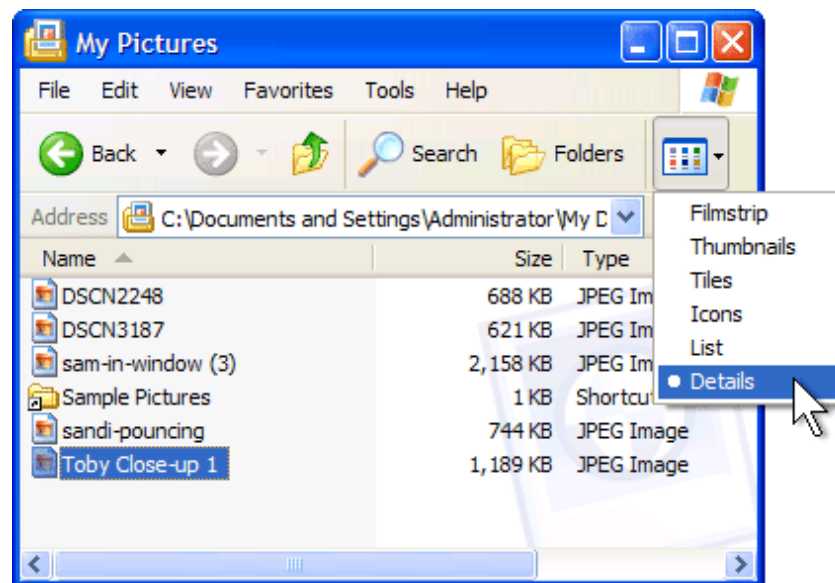 My Pictures
File Edit View Favorites Tools Help
Back Search Folders
Address C:\Documents and Settings\Administrator\My D
Name Size Type
DSCN2248 688 KB JPEG Im
DSCN3187 621 KB JPEG Im
sam-in-window (3) 2,158 KB JPEG Im
Sample Pictures 1 KB Shortcu
sandi-pouncing 744 KB JPEG Image
Toby Close-up 1 1,189 KB JPEG Image
Filmstrip
Thumbnails
Tiles
Icons
List
Details